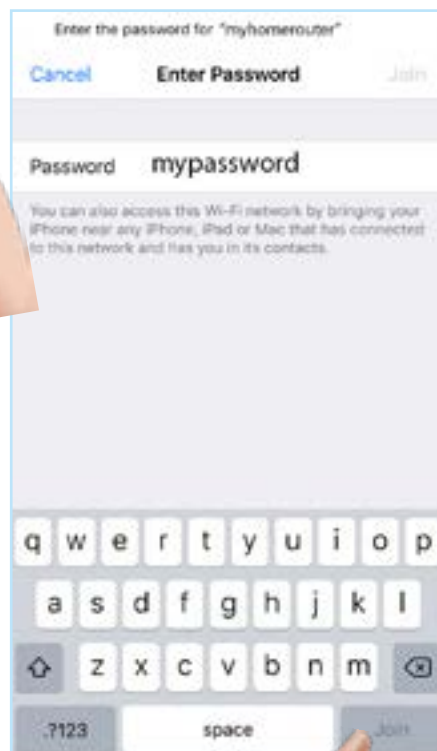 Enter the password for "myhomerouter"
Cancel Enter Password Join
Password mypassword
You can also access this Wi-Fi network by bringing your
iPhone near any iPhone, iPad or Mac that has connected
to this network and has you in its contacts.
q w e r t y u i o p
a s d f g h j k l
z x c v b n m
.?123 space Join